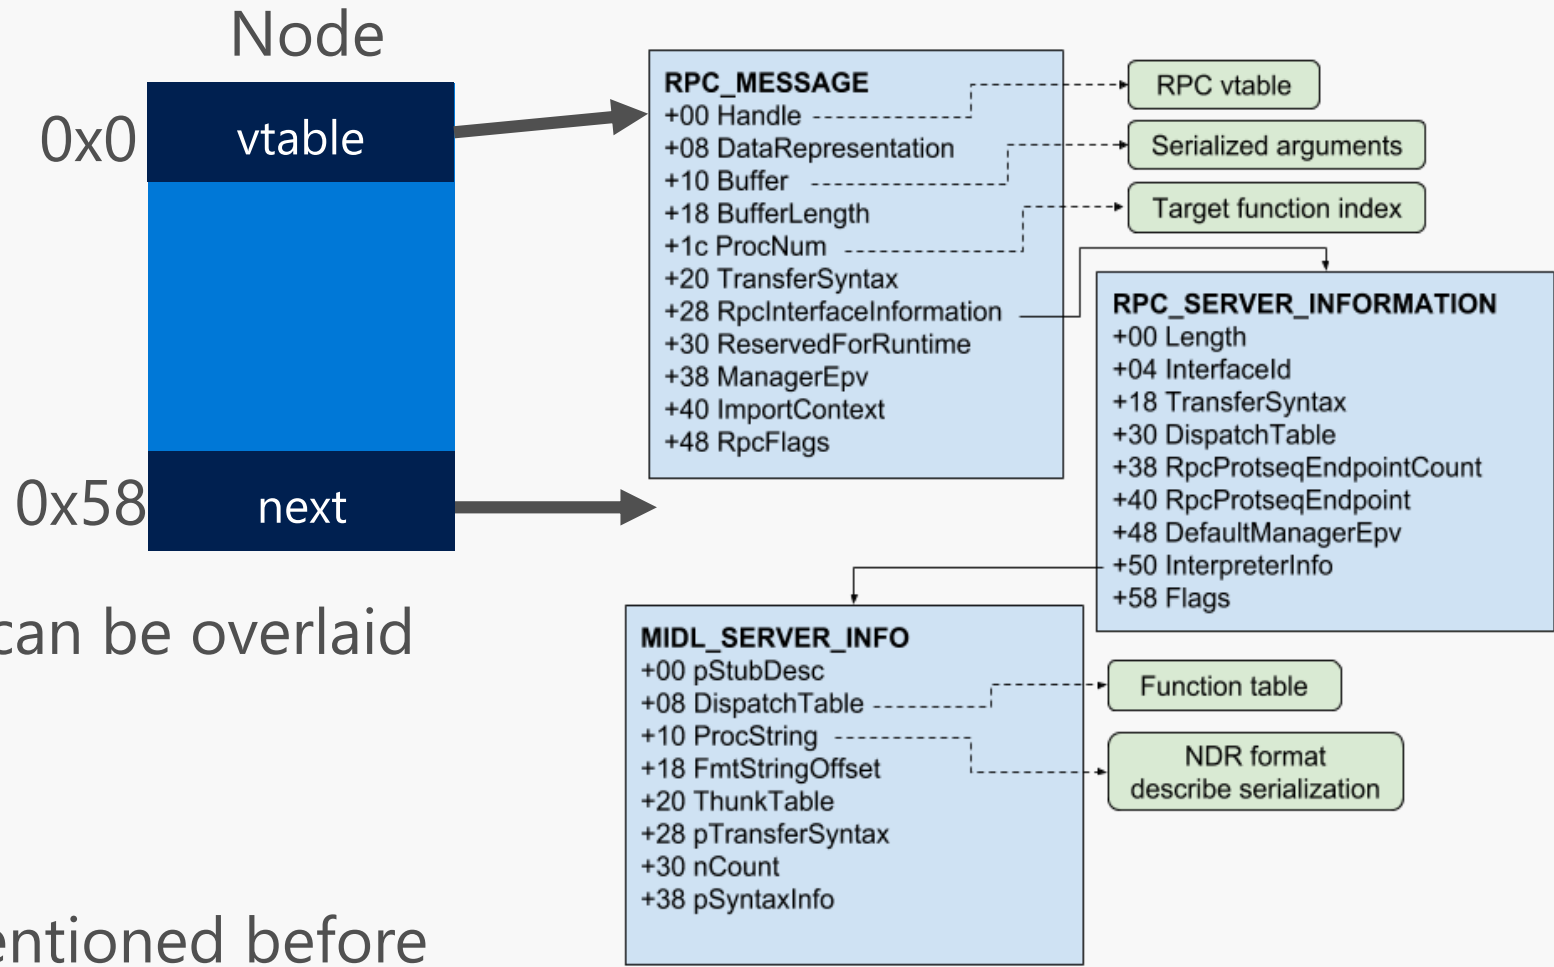 Node
0x0
vtable
0x58
next
can be overlaid
entioned before
RPC_MESSAGE
+00 Handle
+08 DataRepresentation
+10 Buffer
+18 BufferLength
+1c ProcNum
+20 TransferSyntax
+28 RpcInterfaceInformation
+30 ReservedForRuntime
+38 ManagerEpv
+40 ImportContext
+48 RpcFlags
RPC vtable
Serialized arguments
Target function index
RPC_SERVER_INFORMATION
+00 Length
+04 InterfaceId
+18 TransferSyntax
+30 DispatchTable
+38 RpcProtseqEndpointCount
+40 RpcProtseqEndpoint
+48 DefaultManagerEpv
+50 InterpreterInfo
+58 Flags
MIDL_SERVER_INFO
+00 pStubDesc
+08 DispatchTable
+10 ProcString
+18 FmtStringOffset
+20 ThunkTable
+28 pTransferSyntax
+30 nCount
+38 pSyntaxInfo
Function table
NDR format
describe serialization